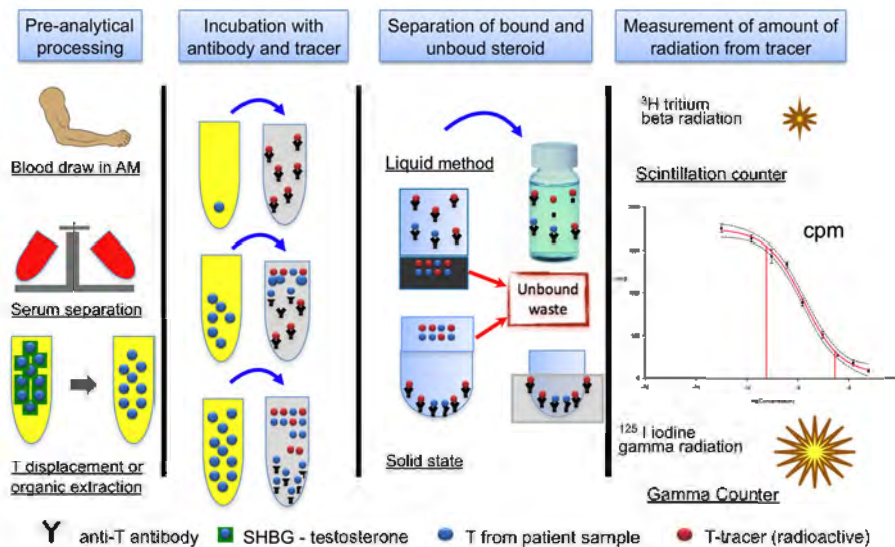 Pre-analytical
processing
Incubation with
antibody and tracer
Separation of bound and
unboud steroid
Measurement of amount of
radiation from tracer
Blood draw in AM
Serum separation
T displacement or
organic extraction
Liquid method
Unbound
waste
Solid state
³H tritium
beta radiation
Scintillation counter
cpm
log(Concentration)
¹²⁵I iodine
gamma radiation
Gamma Counter
anti-T antibody
SHBG - testosterone
T from patient sample
T-tracer (radioactive)